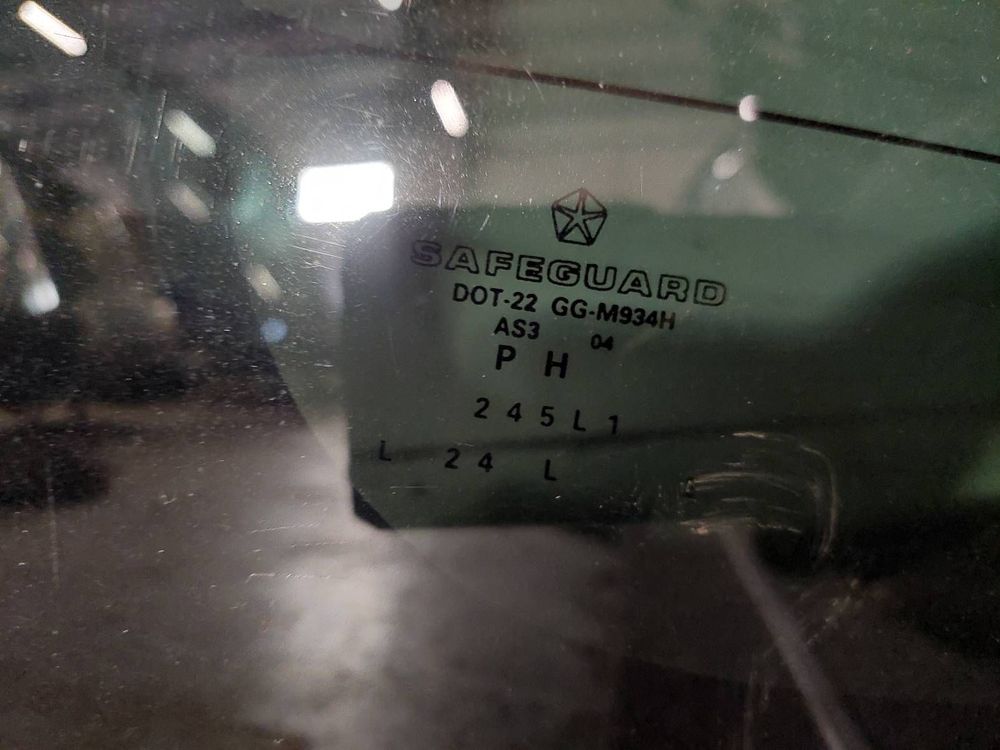 SAFEGUARD
DOT-22 GG-M934H
AS3 04
P H
2 4 5 L 1
L 2 4 L